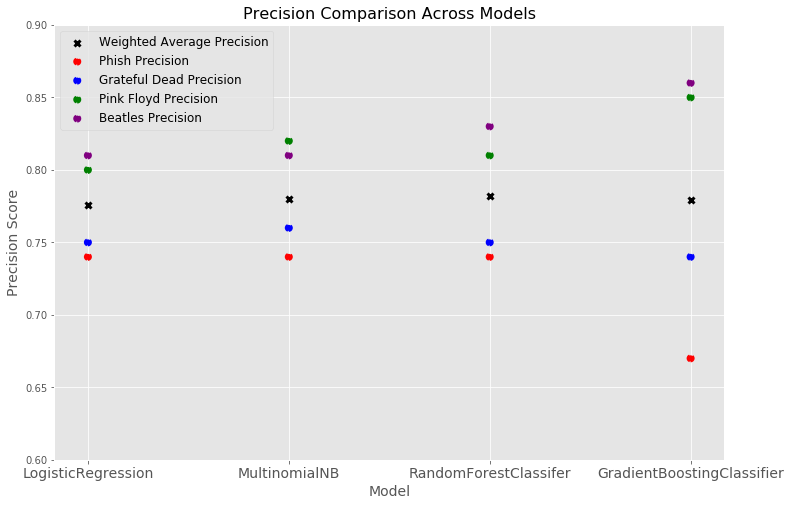 Precision Comparison Across Models
0.90
0.85
0.80
0.75
0.70
0.65
0.60
Precision Score
Weighted Average Precision
Phish Precision
Grateful Dead Precision
Pink Floyd Precision
Beatles Precision
LogisticRegression MultinomialNB RandomForestClassifer GradientBoostingClassifier
Model